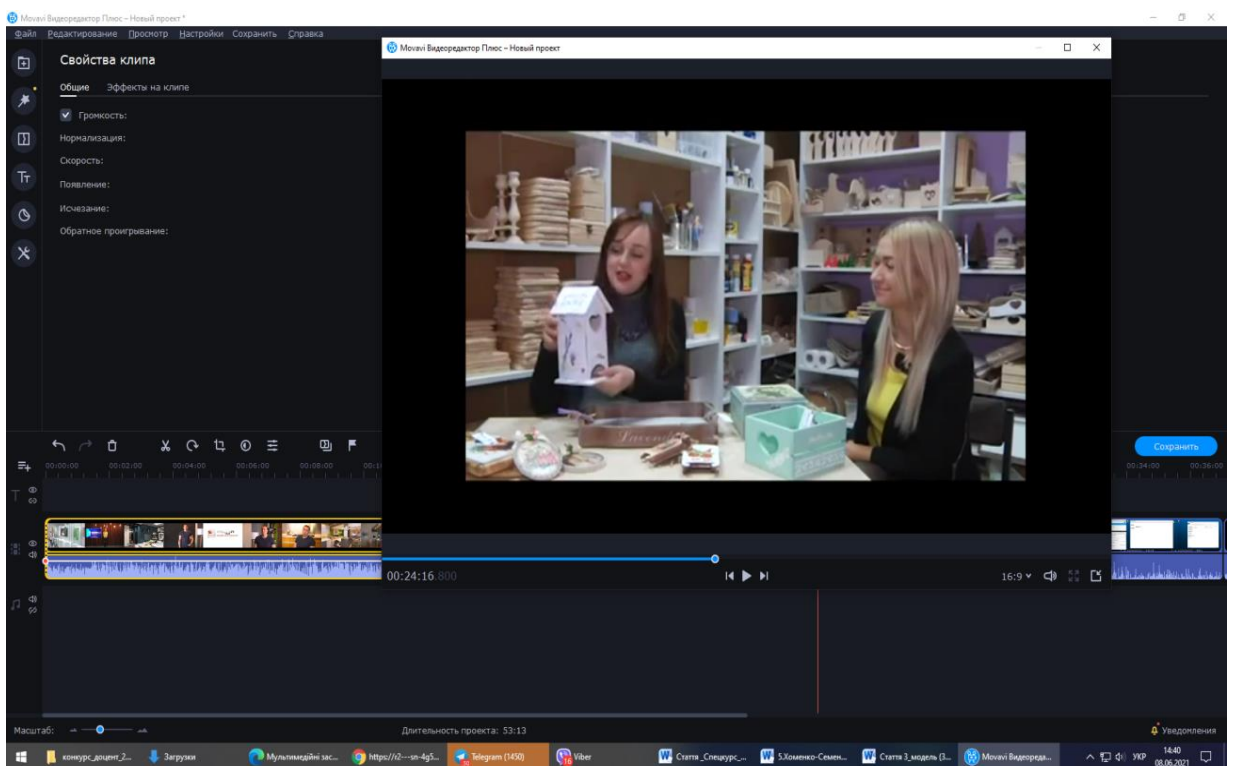 Movavi Видеоредактор Плюс – Новый проект *
Файл Редактирование Просмотр Настройки Сохранить Справка
Movavi Видеоредактор Плюс – Новый проект
Свойства клипа
Общие Эффекты на клипе
Громкость:
Нормализация:
Скорость:
Появление:
Исчезание:
Обратное проигрывание:
Lavender
Сохранить
00:00:00 00:02:00 00:04:00 00:06:00 00:08:00 00:1
00:34:00 00:36:00
00:24:16.800
16:9
Масштаб:
Длительность проекта: 53:13
Уведомления
конкурс_доцент_2...
Загрузки
Мультимедійні зас...
https://r2---sn-4g5...
Telegram (1450)
Viber
16
Стаття _Спецкурс_...
5.Хоменко-Семен...
Стаття 3_модель (3...
Movavi Видеореда...
УКР
14:40
08.06.2021